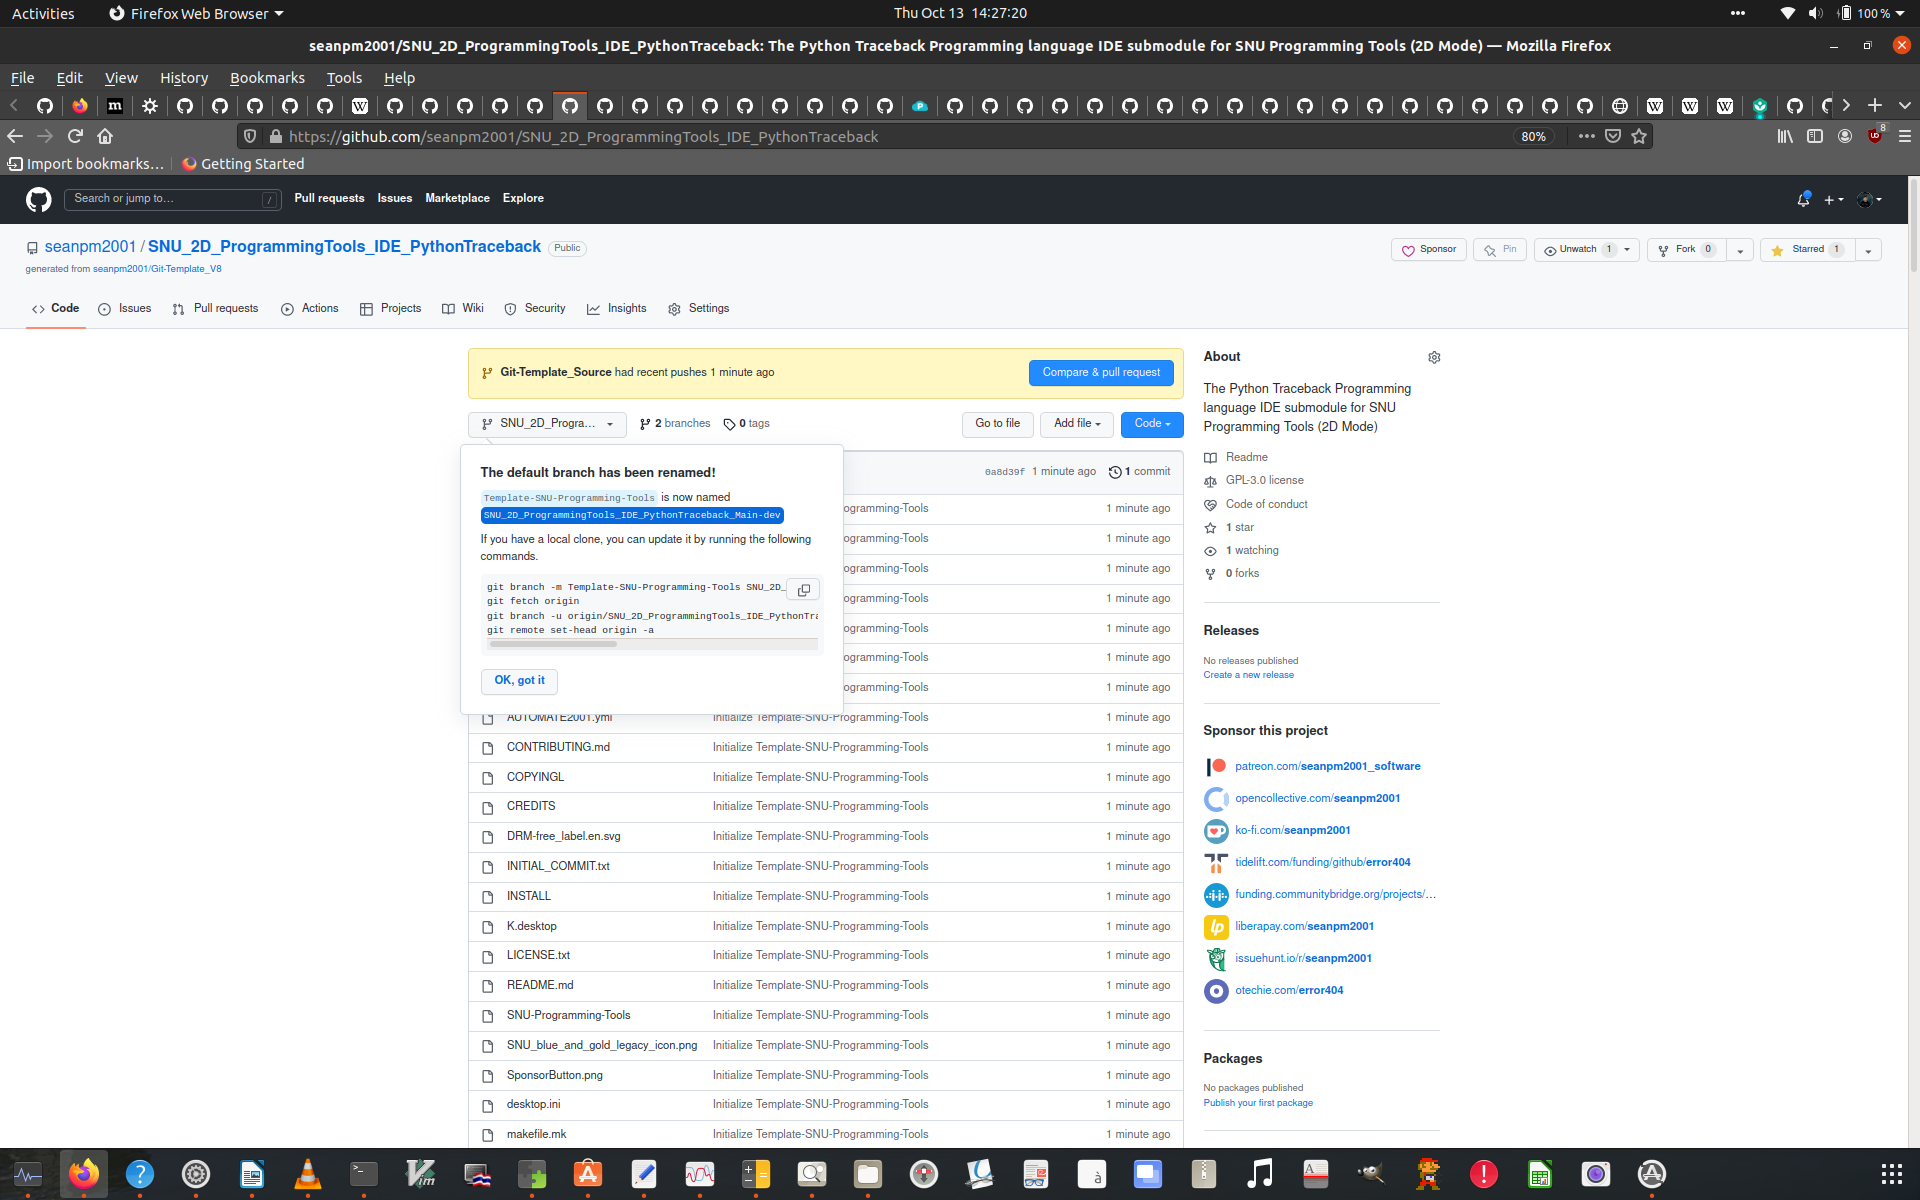 Activities
Firefox Web Browser
Thu Oct 13 14:27:20
100 %
seanpm2001/SNU_2D_ProgrammingTools_IDE_PythonTraceback: The Python Traceback Programming language IDE submodule for SNU Programming Tools (2D Mode) — Mozilla Firefox
File Edit View History Bookmarks Tools Help
https://github.com/seanpm2001/SNU_2D_ProgrammingTools_IDE_PythonTraceback
80%
8
Import bookmarks…
Getting Started
Search or jump to…
/
Pull requests Issues Marketplace Explore
seanpm2001 / SNU_2D_ProgrammingTools_IDE_PythonTraceback
Public
generated from seanpm2001/Git-Template_V8
Sponsor
Pin
Unwatch 1
Fork 0
Starred 1
Code
Issues
Pull requests
Actions
Projects
Wiki
Security
Insights
Settings
Git-Template_Source had recent pushes 1 minute ago
Compare & pull request
SNU_2D_Progra...
2 branches
0 tags
Go to file
Add file
Code
The default branch has been renamed!
Template-SNU-Programming-Tools is now named
SNU_2D_ProgrammingTools_IDE_PythonTraceback_Main-dev
If you have a local clone, you can update it by running the following
commands.
git branch -m Template-SNU-Programming-Tools SNU_2D_
git fetch origin
git branch -u origin/SNU_2D_ProgrammingTools_IDE_PythonTra
git remote set-head origin -a
OK, got it
0a8d39f 1 minute ago
1 commit
ogramming-Tools 1 minute ago
ogramming-Tools 1 minute ago
ogramming-Tools 1 minute ago
ogramming-Tools 1 minute ago
ogramming-Tools 1 minute ago
ogramming-Tools 1 minute ago
ogramming-Tools 1 minute ago
AUTOMATE2001.yml Initialize Template-SNU-Programming-Tools 1 minute ago
CONTRIBUTING.md Initialize Template-SNU-Programming-Tools 1 minute ago
COPYINGL Initialize Template-SNU-Programming-Tools 1 minute ago
CREDITS Initialize Template-SNU-Programming-Tools 1 minute ago
DRM-free_label.en.svg Initialize Template-SNU-Programming-Tools 1 minute ago
INITIAL_COMMIT.txt Initialize Template-SNU-Programming-Tools 1 minute ago
INSTALL Initialize Template-SNU-Programming-Tools 1 minute ago
K.desktop Initialize Template-SNU-Programming-Tools 1 minute ago
LICENSE.txt Initialize Template-SNU-Programming-Tools 1 minute ago
README.md Initialize Template-SNU-Programming-Tools 1 minute ago
SNU-Programming-Tools Initialize Template-SNU-Programming-Tools 1 minute ago
SNU_blue_and_gold_legacy_icon.png Initialize Template-SNU-Programming-Tools 1 minute ago
SponsorButton.png Initialize Template-SNU-Programming-Tools 1 minute ago
desktop.ini Initialize Template-SNU-Programming-Tools 1 minute ago
makefile.mk Initialize Template-SNU-Programming-Tools 1 minute ago
About
The Python Traceback Programming
language IDE submodule for SNU
Programming Tools (2D Mode)
Readme
GPL-3.0 license
Code of conduct
1 star
1 watching
0 forks
Releases
No releases published
Create a new release
Sponsor this project
patreon.com/seanpm2001_software
opencollective.com/seanpm2001
ko-fi.com/seanpm2001
tidelift.com/funding/github/error404
funding.communitybridge.org/projects/…
liberapay.com/seanpm2001
issuehunt.io/r/seanpm2001
otechie.com/error404
Packages
No packages published
Publish your first package